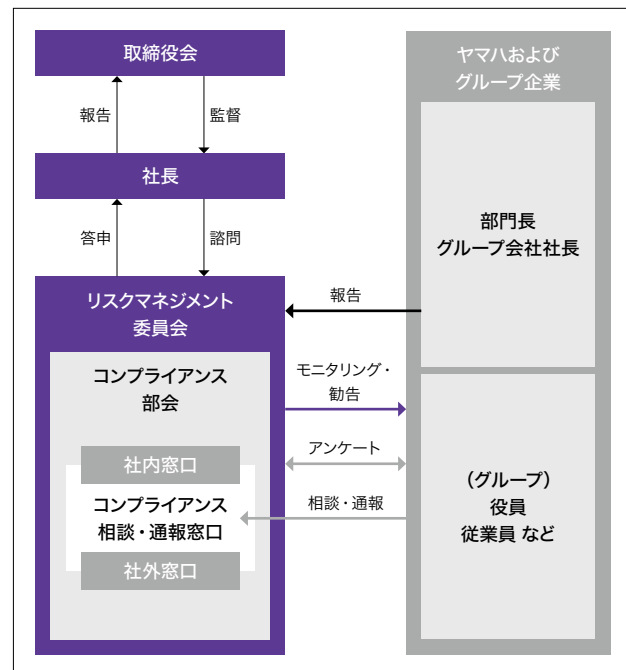 取締役会
報告
監督
社長
答申
諮問
リスクマネジメント
委員会
コンプライアンス
部会
社内窓口
コンプライアンス
相談・通報窓口
社外窓口
報告
モニタリング・
勧告
アンケート
相談・通報
ヤマハおよび
グループ企業
部門長
グループ会社社長
（グループ）
役員
従業員 など